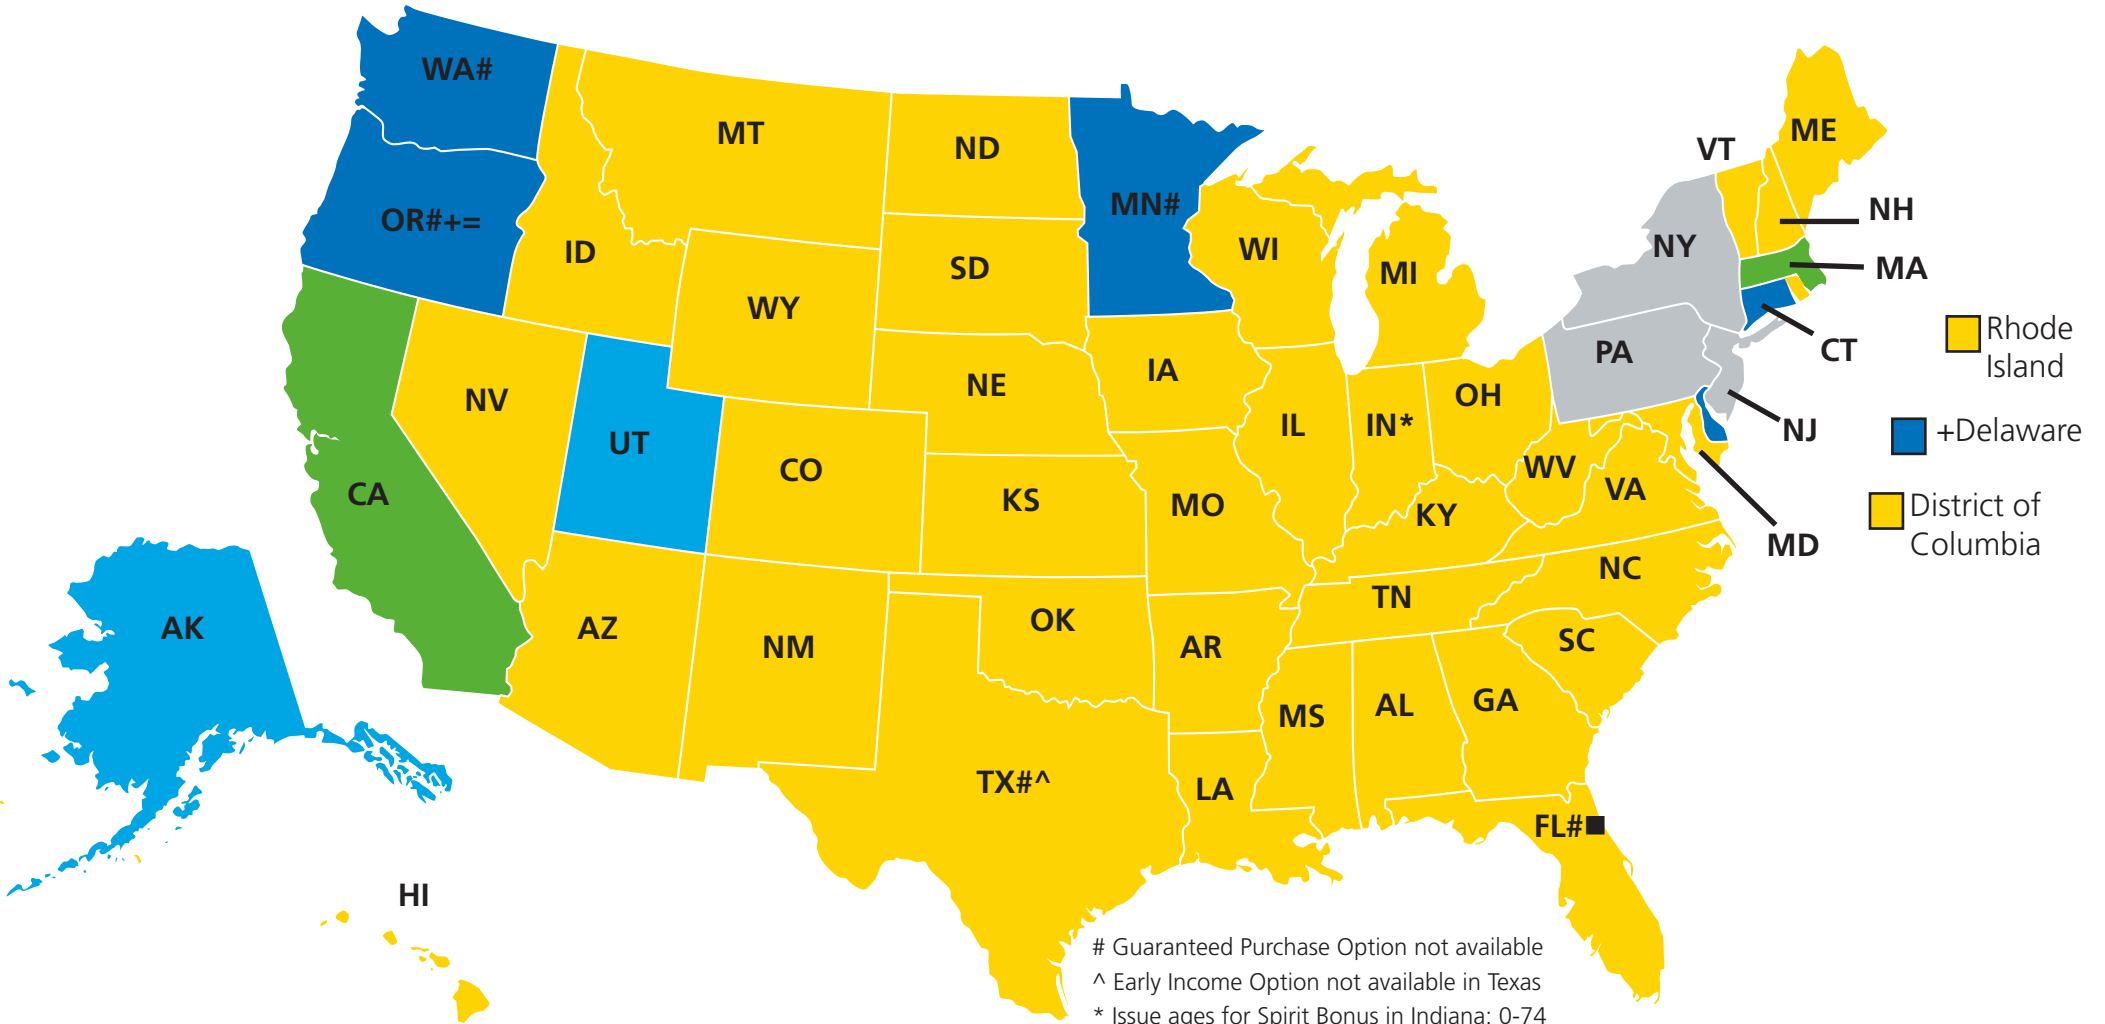 WA#
MT
ND
MN#
OR#+=
ID
SD
WI
MI
ME
VT
NH
NY
MA
WY
CT
Rhode
Island
PA
IA
NE
NV
OH
UT
IL
IN*
NJ
+Delaware
CO
WV
VA
CA
KS
MO
KY
MD
District of
Columbia
NC
TN
AK
AZ
NM
OK
AR
SC
MS
AL
GA
TX#^
LA
FL#■
HI
# Guaranteed Purchase Option not available
^ Early Income Option not available in Texas
* Issue ages for Spirit Bonus in Indiana: 0-74